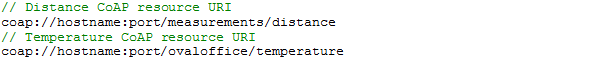 // Distance CoAP resource URI
coap://hostname:port/measurements/distance
// Temperature CoAP resource URI
coap://hostname:port/ovaloffice/temperature